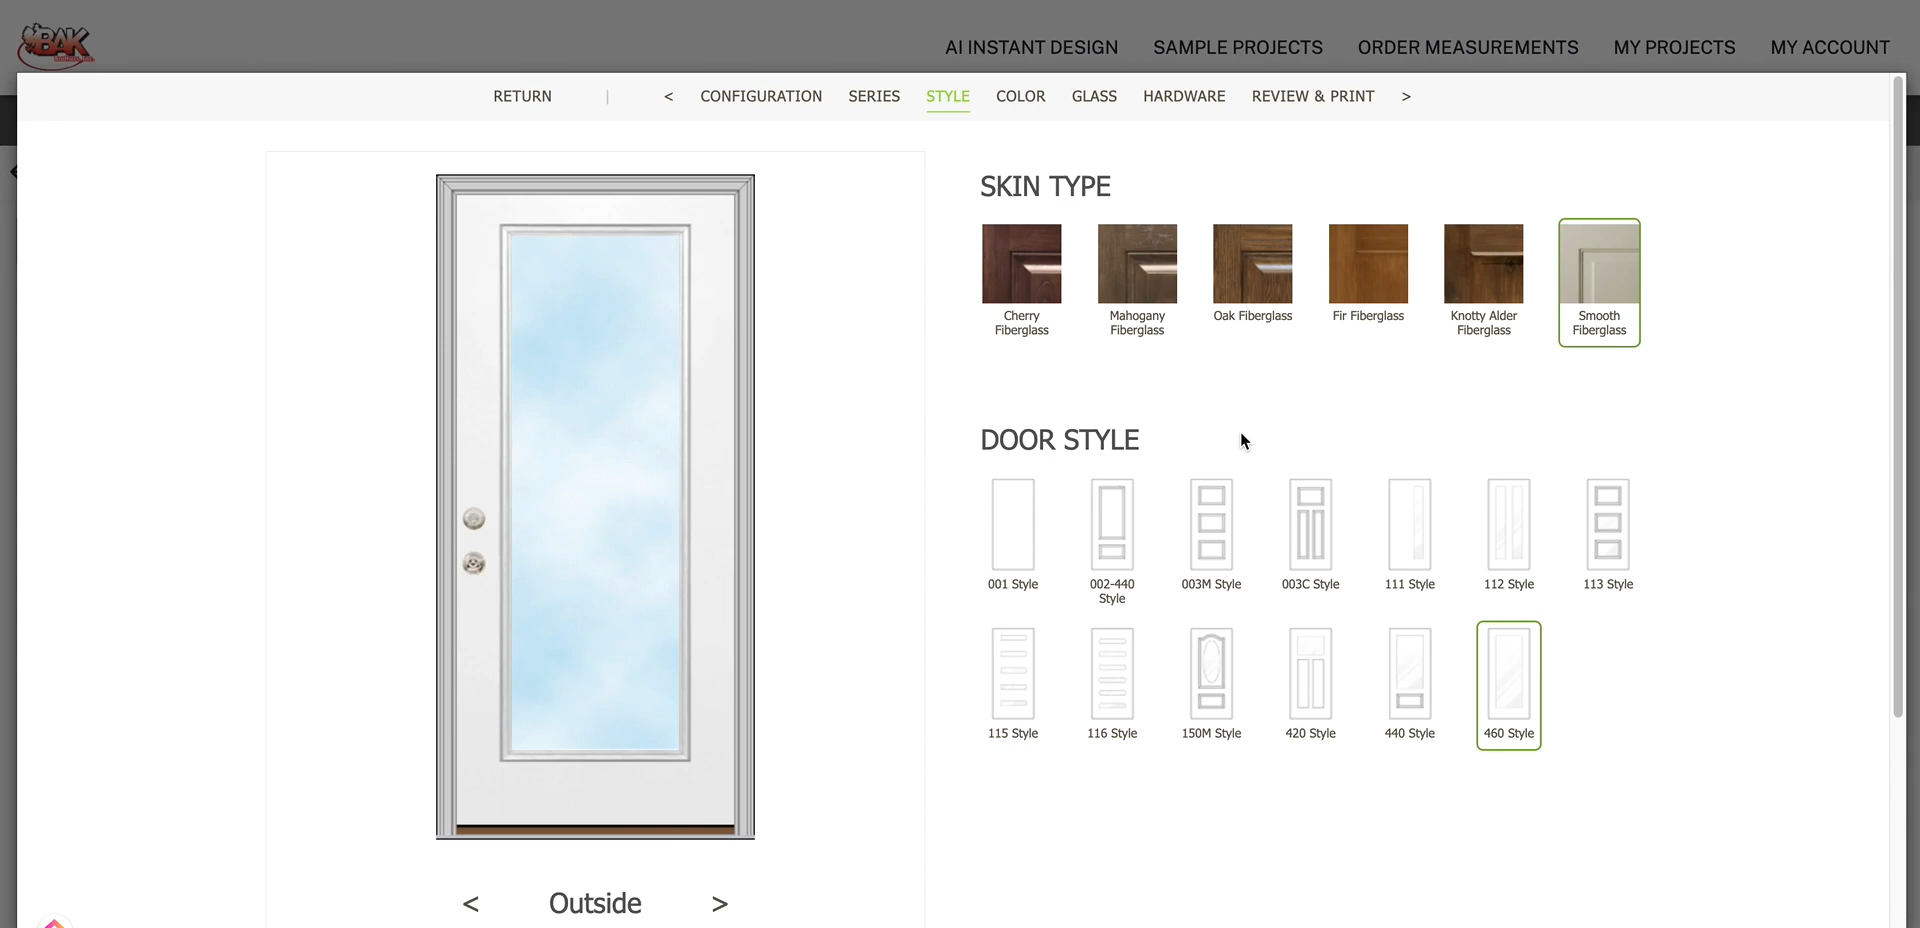 BAK
AI INSTANT DESIGN SAMPLE PROJECTS ORDER MEASUREMENTS MY PROJECTS MY ACCOUNT
RETURN | < CONFIGURATION SERIES STYLE COLOR GLASS HARDWARE REVIEW & PRINT >
SKIN TYPE
Cherry Fiberglass
Mahogany Fiberglass
Oak Fiberglass
Fir Fiberglass
Knotty Alder Fiberglass
Smooth Fiberglass
DOOR STYLE
001 Style
002-440 Style
003M Style
003C Style
111 Style
112 Style
113 Style
115 Style
116 Style
150M Style
420 Style
440 Style
460 Style
< Outside >